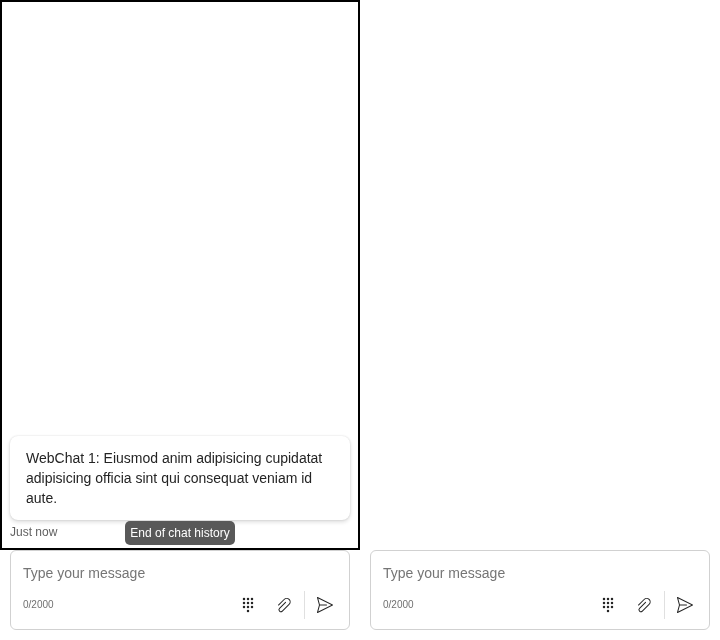 WebChat 1: Eiusmod anim adipisicing cupidatat
adipisicing officia sint qui consequat veniam id
aute.
Just now
End of chat history
Type your message
0/2000
Type your message
0/2000